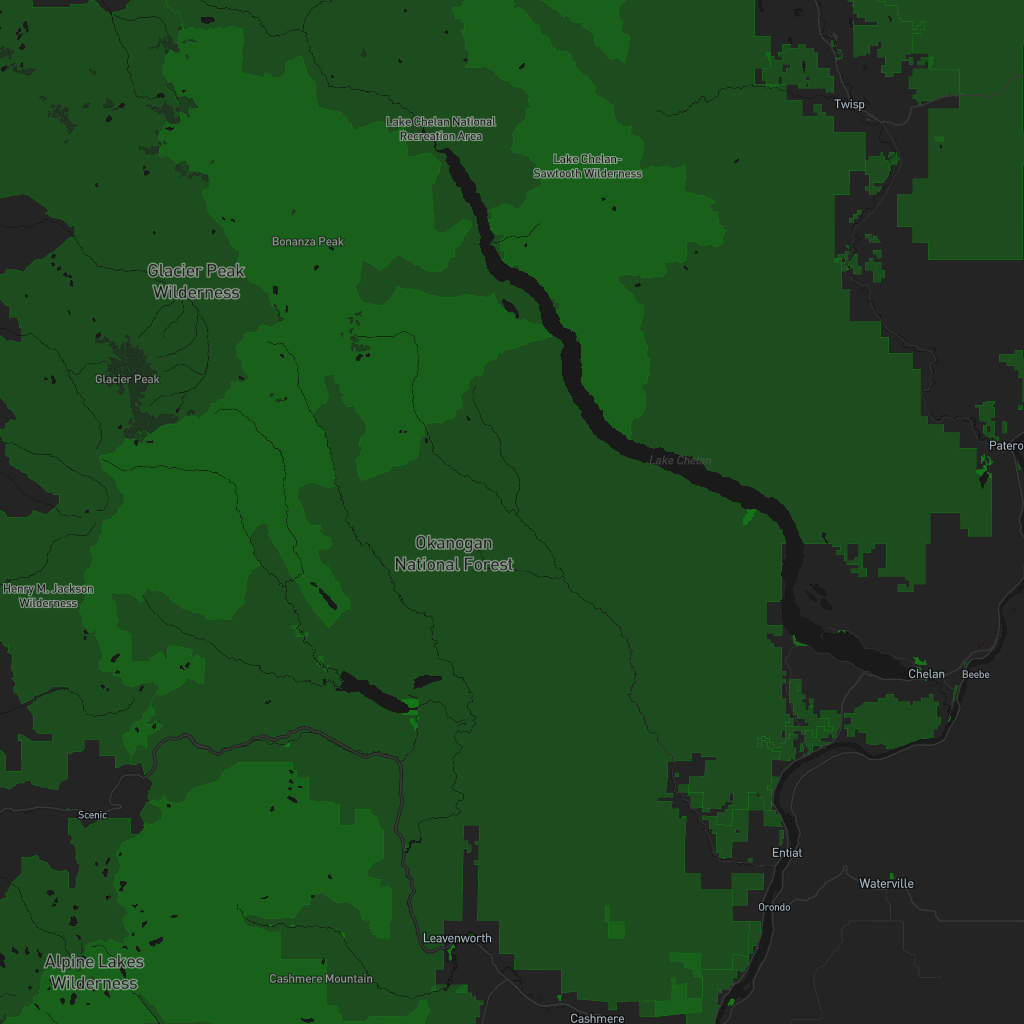 Twisp
Lake Chelan National
Recreation Area
Lake Chelan-
Sawtooth Wilderness
Bonanza Peak
Glacier Peak
Wilderness
Glacier Peak
Patero
Lake Chelan
Okanogan
National Forest
Henry M. Jackson
Wilderness
Chelan
Beebe
Scenic
Entiat
Waterville
Orondo
Leavenworth
Alpine Lakes
Wilderness
Cashmere Mountain
Cashmere